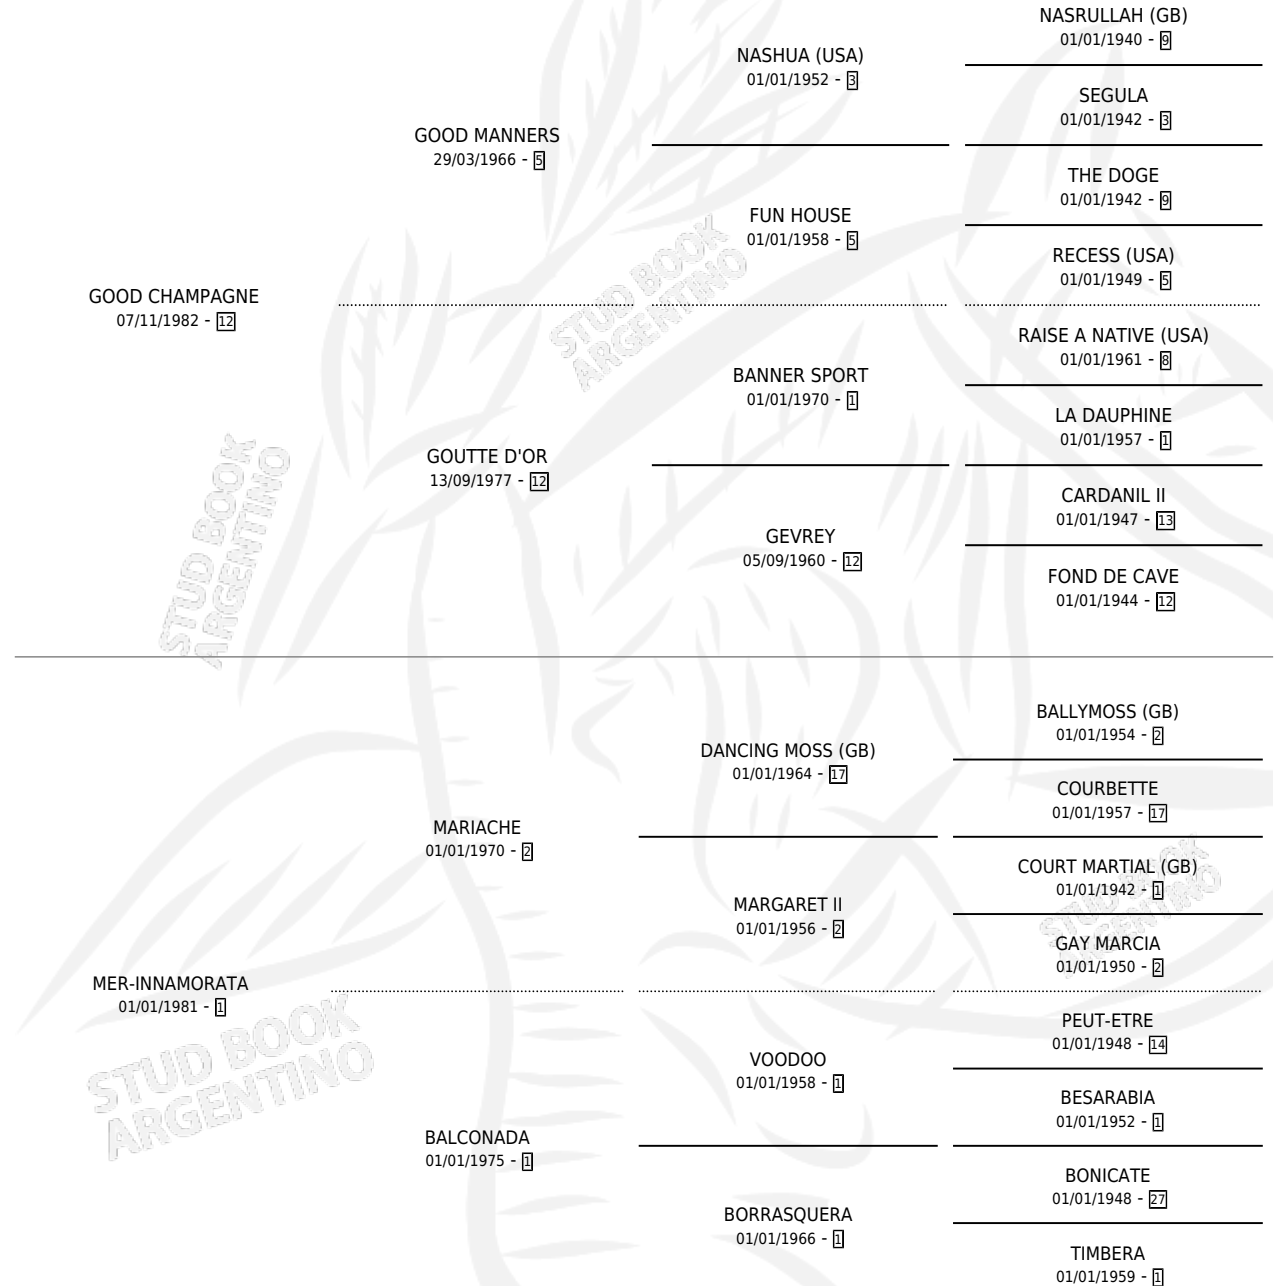 NASRULLAH (GB)
01/01/1940 - 9
NASHUA (USA)
01/01/1952 - 3
SEGULA
01/01/1942 - 3
GOOD MANNERS
29/03/1966 - 5
THE DOGE
01/01/1942 - 9
FUN HOUSE
01/01/1958 - 5
RECESS (USA)
01/01/1949 - 5
GOOD CHAMPAGNE
07/11/1982 - 12
RAISE A NATIVE (USA)
01/01/1961 - 8
BANNER SPORT
01/01/1970 - 1
LA DAUPHINE
01/01/1957 - 1
GOUTTE D'OR
13/09/1977 - 12
CARDANIL II
01/01/1947 - 13
GEVREY
05/09/1960 - 12
FOND DE CAVE
01/01/1944 - 12
BALLYMOSS (GB)
01/01/1954 - 2
DANCING MOSS (GB)
01/01/1964 - 17
COURBETTE
01/01/1957 - 17
MARIACHE
01/01/1970 - 2
COURT MARTIAL (GB)
01/01/1942 - 1
MARGARET II
01/01/1956 - 2
GAY MARCIA
01/01/1950 - 2
MER-INNAMORATA
01/01/1981 - 1
PEUT-ETRE
01/01/1948 - 14
VOODOO
01/01/1958 - 1
BESARABIA
01/01/1952 - 1
BALCONADA
01/01/1975 - 1
BONICATE
01/01/1948 - 27
BORRASQUERA
01/01/1966 - 1
TIMBERA
01/01/1959 - 1
STUD BOOK
ARGENTINO
STUD BOOK
ARGENTINO
STUD BOOK
ARGENTINO
STUD BOOK
ARGENTINO